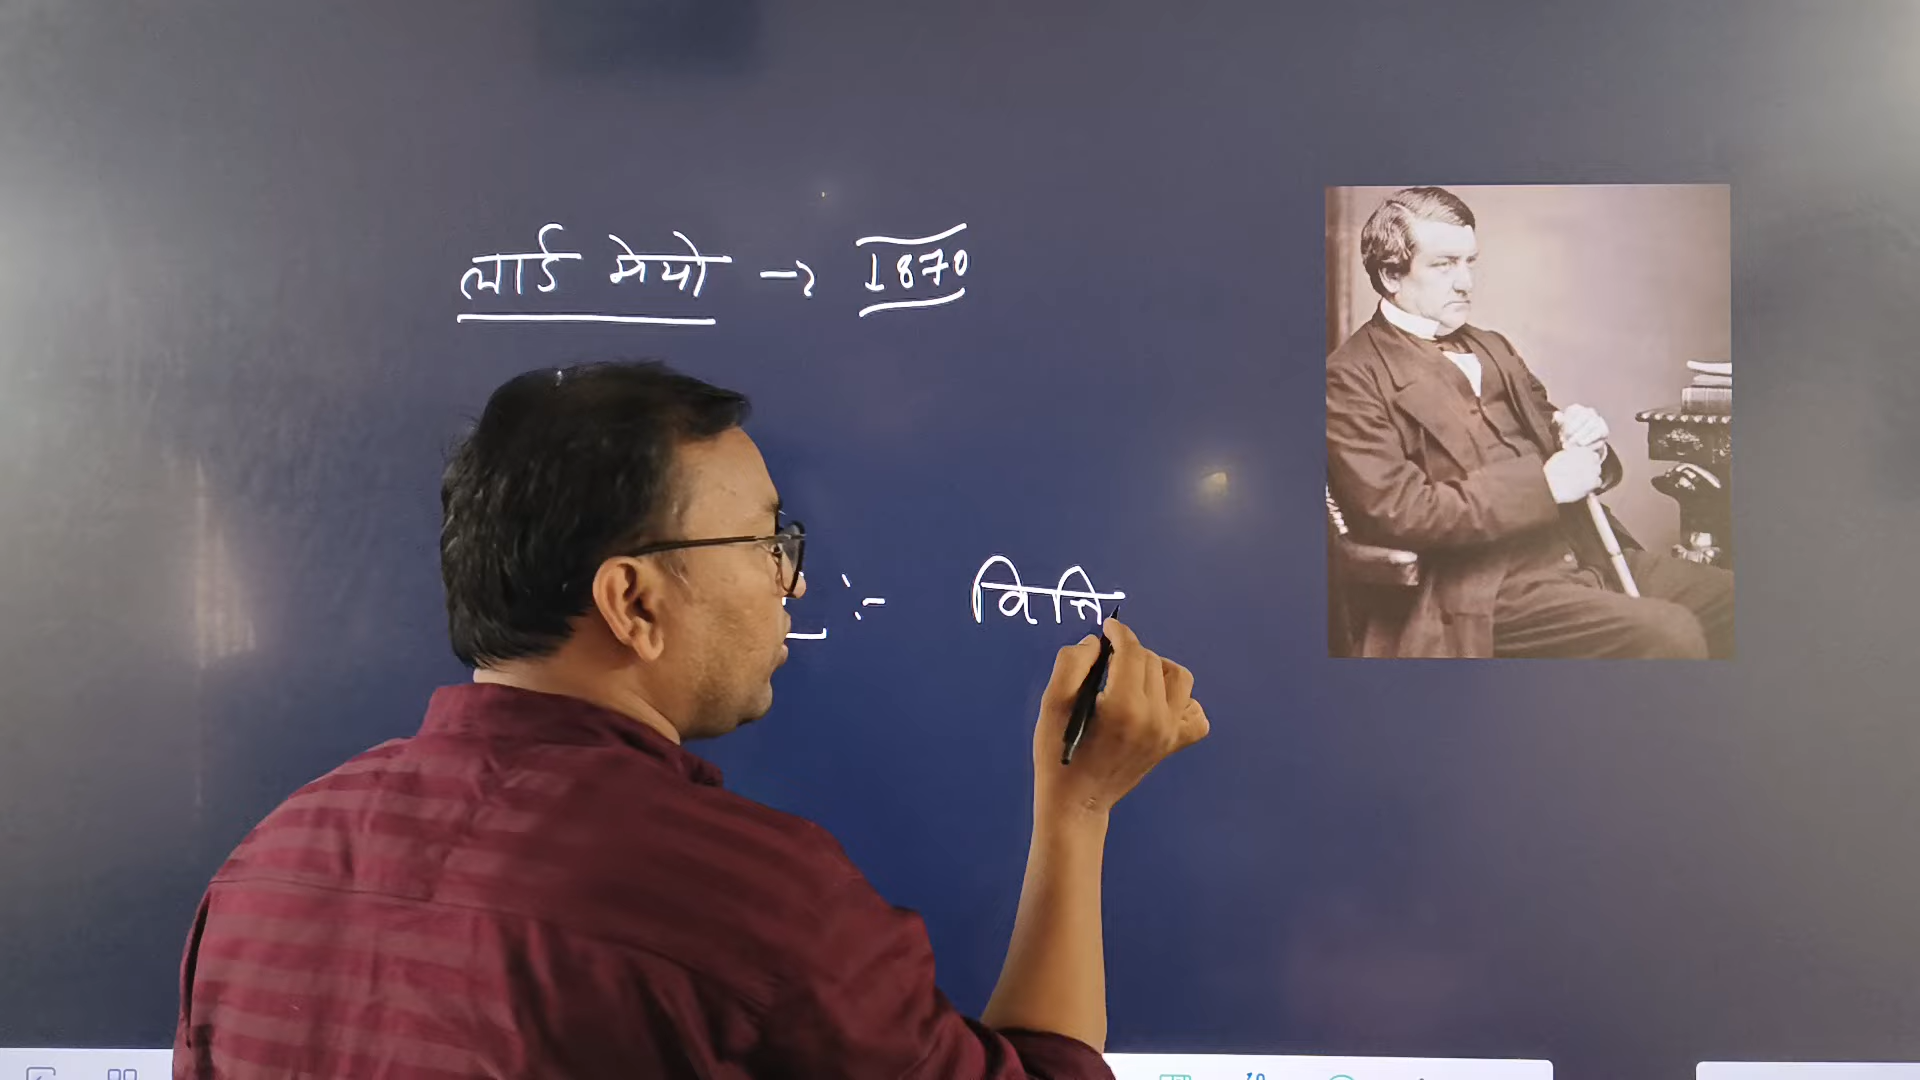 लार्ड मेयो → 1870
:- वित्ति